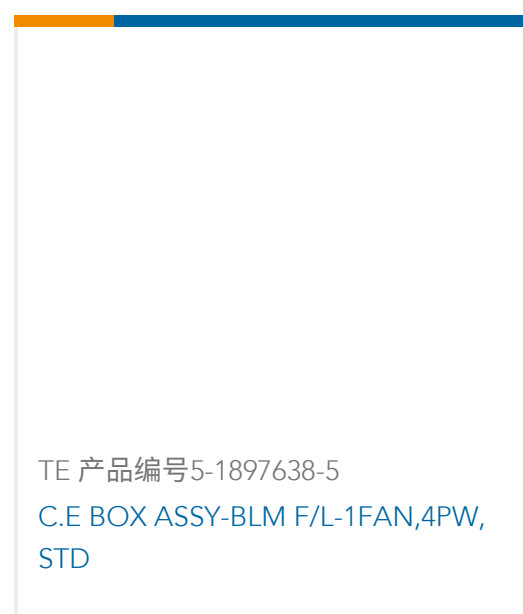 TE 产品编号5-1897638-5
C.E BOX ASSY-BLM F/L-1FAN,4PW,
STD